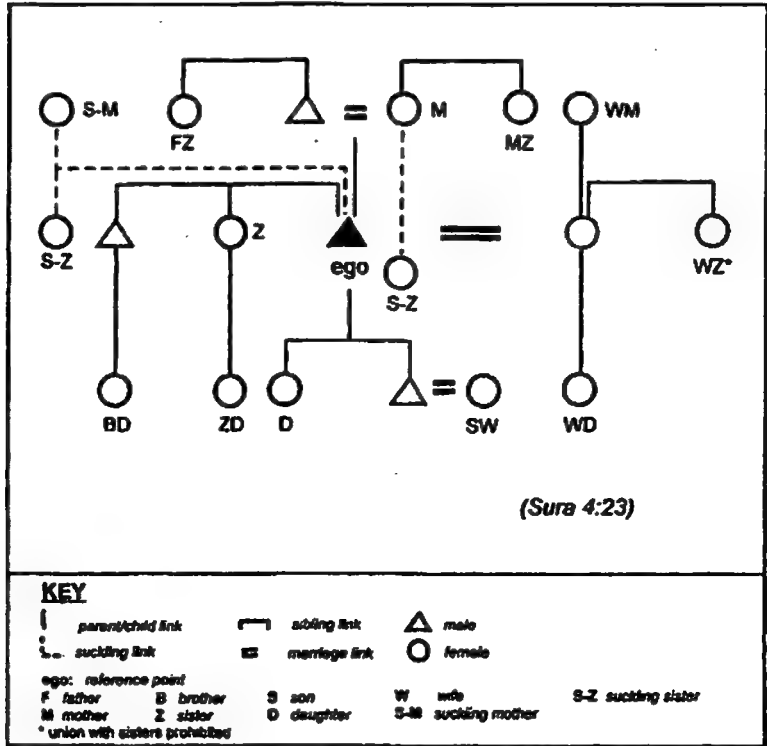 S-M
FZ
M
MZ
WM
S-Z
Z
ego
S-Z
WZ*
BD
ZD
D
SW
WD
(Sura 4:23)
KEY
parent/child link
sibling link
male
suckling link
marriage link
female
ego: reference point
F father B brother S son W wife S-Z suckling sister
M mother Z sister D daughter S-M suckling mother
* union with sisters prohibited